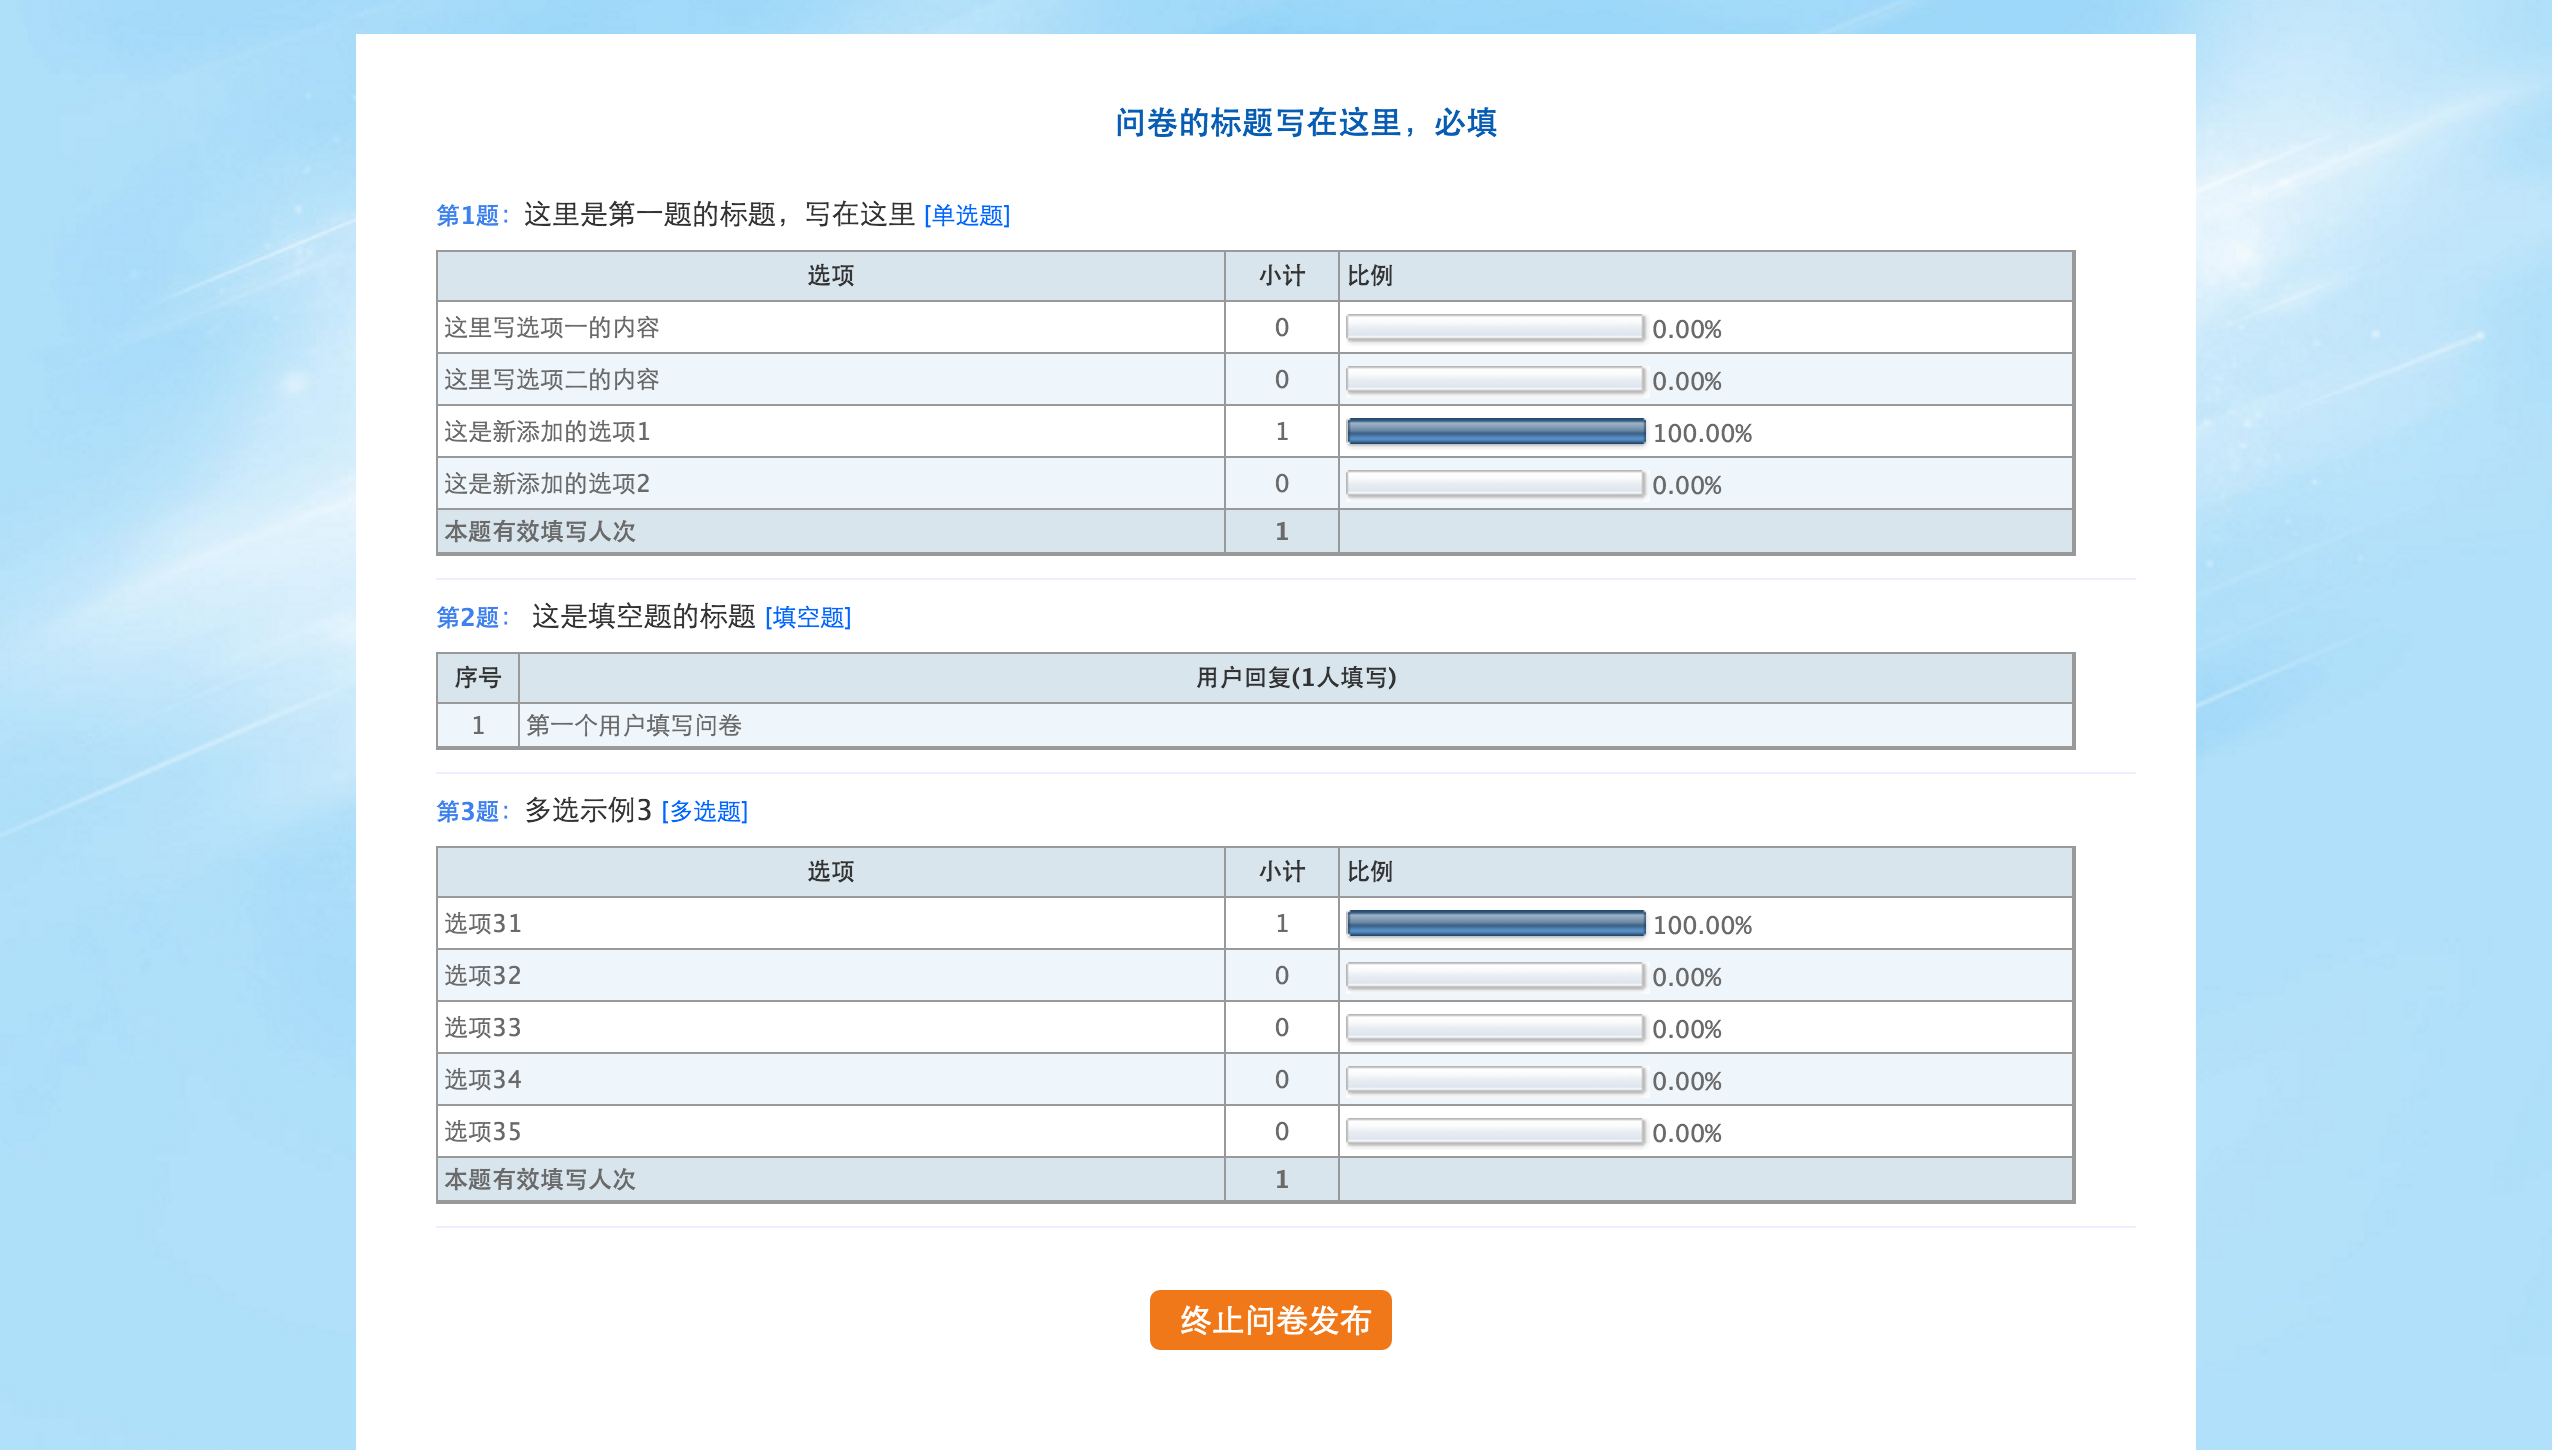 问卷的标题写在这里，必填
第1题： 这里是第一题的标题，写在这里 [单选题]
选项 小计 比例
这里写选项一的内容 0 0.00%
这里写选项二的内容 0 0.00%
这是新添加的选项1 1 100.00%
这是新添加的选项2 0 0.00%
本题有效填写人次 1
第2题： 这是填空题的标题 [填空题]
序号 用户回复(1人填写)
1 第一个用户填写问卷
第3题： 多选示例3 [多选题]
选项 小计 比例
选项31 1 100.00%
选项32 0 0.00%
选项33 0 0.00%
选项34 0 0.00%
选项35 0 0.00%
本题有效填写人次 1
终止问卷发布